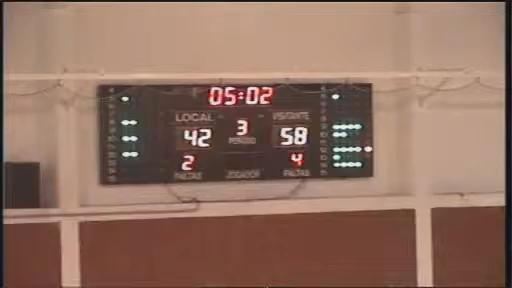 05:02
LOCAL VISITANTE
42 3 58
PERIODO
2 4
FALTAS JUGADOR FALTAS